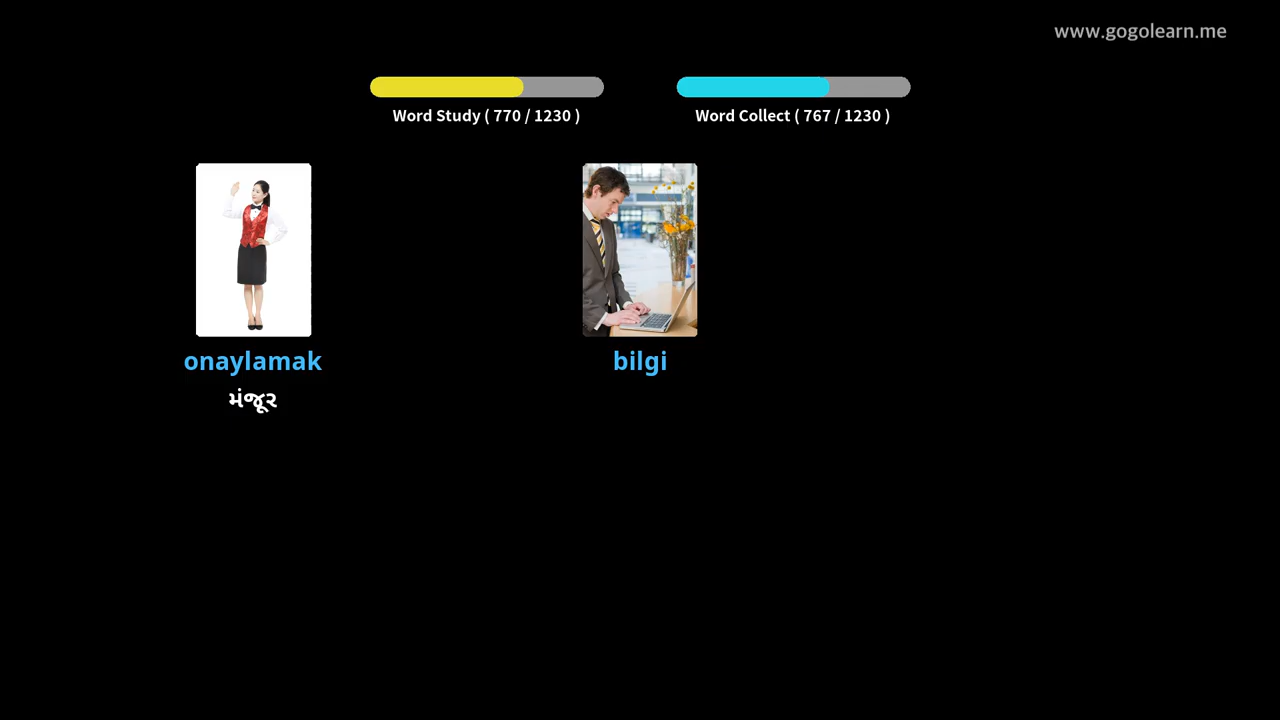 www.gogolearn.me
Word Study ( 770 / 1230 )
Word Collect ( 767 / 1230 )
onaylamak
મંજૂર
bilgi